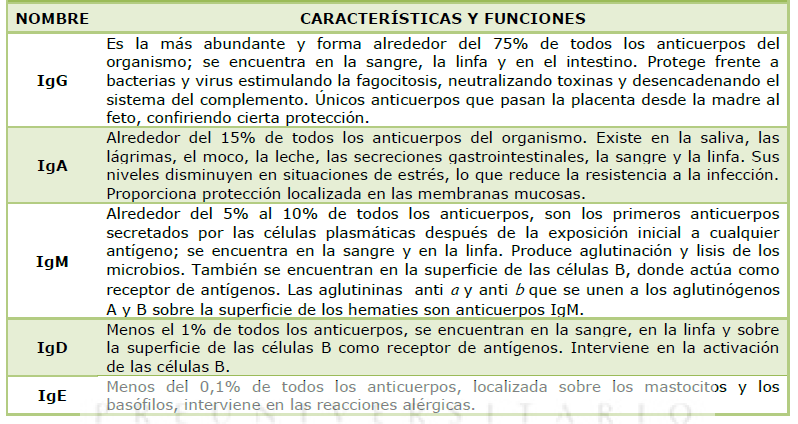 NOMBRE CARACTERÍSTICAS Y FUNCIONES
Es la más abundante y forma alrededor del 75% de todos los anticuerpos del
organismo; se encuentra en la sangre, la linfa y en el intestino. Protege frente a
IgG bacterias y virus estimulando la fagocitosis, neutralizando toxinas y desencadenando el
sistema del complemento. Únicos anticuerpos que pasan la placenta desde la madre al
feto, confiriendo cierta protección.
Alrededor del 15% de todos los anticuerpos del organismo. Existe en la saliva, las
IgA lágrimas, el moco, la leche, las secreciones gastrointestinales, la sangre y la linfa. Sus
niveles disminuyen en situaciones de estrés, lo que reduce la resistencia a la infección.
Proporciona protección localizada en las membranas mucosas.
Alrededor del 5% al 10% de todos los anticuerpos, son los primeros anticuerpos
secretados por las células plasmáticas después de la exposición inicial a cualquier
IgM antígeno; se encuentra en la sangre y en la linfa. Produce aglutinación y lisis de los
microbios. También se encuentran en la superficie de las células B, donde actúa como
receptor de antígenos. Las aglutininas anti a y anti b que se unen a los aglutinógenos
A y B sobre la superficie de los hematies son anticuerpos IgM.
Menos el 1% de todos los anticuerpos, se encuentran en la sangre, en la linfa y sobre
IgD la superficie de las células B como receptor de antígenos. Interviene en la activación
de las células B.
IgE Menos del 0,1% de todos los anticuerpos, localizada sobre los mastocitos y los
basófilos, interviene en las reacciones alérgicas.
PREUNIVERSITARIO